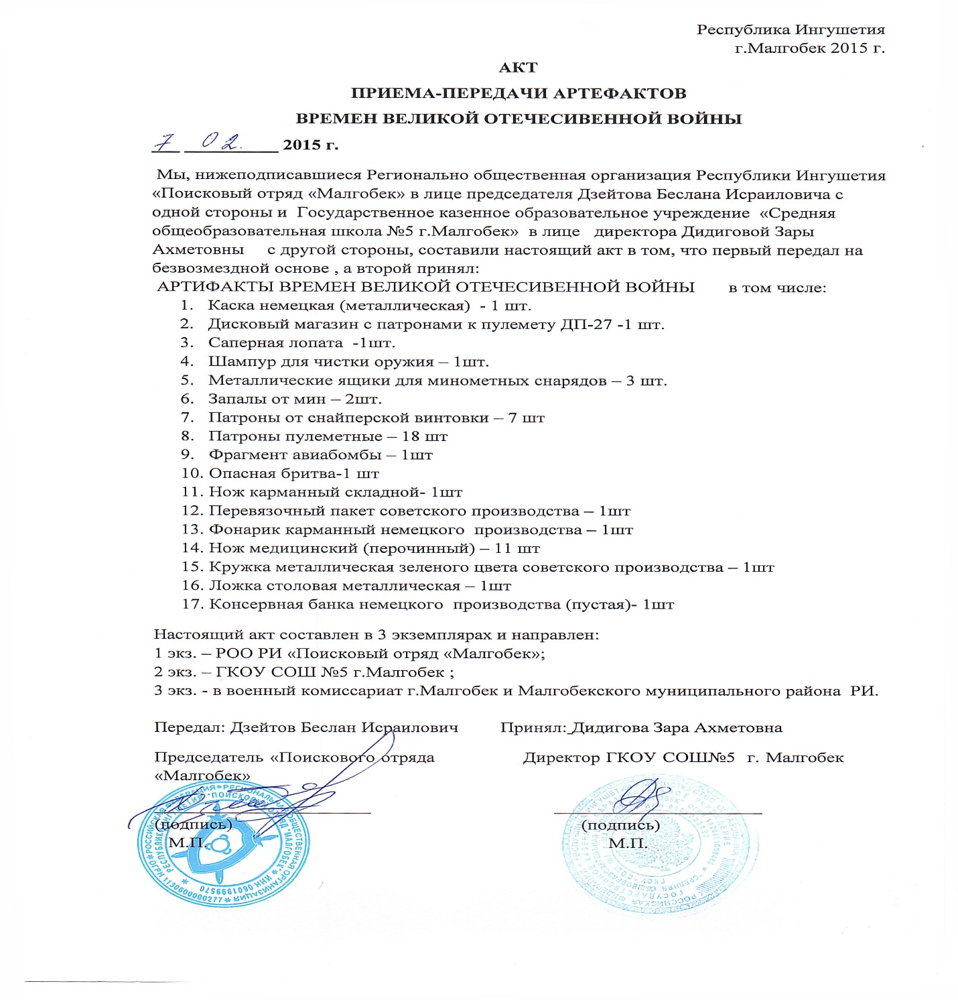 Республика Ингушетия
г.Малгобек 2015 г.
АКТ
ПРИЕМА-ПЕРЕДАЧИ АРТЕФАКТОВ
ВРЕМЕН ВЕЛИКОЙ ОТЕЧЕСИВЕННОЙ ВОЙНЫ
7 02. 2015 г.
Мы, нижеподписавшиеся Регионально общественная организация Республики Ингушетия
«Поисковый отряд «Малгобек» в лице председателя Дзейтова Беслана Исраиловича с
одной стороны и Государственное казенное образовательное учреждение «Средняя
общеобразовательная школа №5 г.Малгобек» в лице директора Дидиговой Зары
Ахметовны с другой стороны, составили настоящий акт в том, что первый передал на
безвозмездной основе , а второй принял:
АРТИФАКТЫ ВРЕМЕН ВЕЛИКОЙ ОТЕЧЕСИВЕННОЙ ВОЙНЫ в том числе:
1. Каска немецкая (металлическая) - 1 шт.
2. Дисковый магазин с патронами к пулемету ДП-27 -1 шт.
3. Саперная лопата -1шт.
4. Шампур для чистки оружия – 1шт.
5. Металлические ящики для минометных снарядов – 3 шт.
6. Запалы от мин – 2шт.
7. Патроны от снайперской винтовки – 7 шт
8. Патроны пулеметные – 18 шт
9. Фрагмент авиабомбы – 1шт
10. Опасная бритва-1 шт
11. Нож карманный складной- 1шт
12. Перевязочный пакет советского производства – 1шт
13. Фонарик карманный немецкого производства – 1шт
14. Нож медицинский (перочинный) – 11 шт
15. Кружка металлическая зеленого цвета советского производства – 1шт
16. Ложка столовая металлическая – 1шт
17. Консервная банка немецкого производства (пустая)- 1шт
Настоящий акт составлен в 3 экземплярах и направлен:
1 экз. – РОО РИ «Поисковый отряд «Малгобек»;
2 экз. – ГКОУ СОШ №5 г.Малгобек ;
3 экз. - в военный комиссариат г.Малгобек и Малгобекского муниципального района РИ.
Передал: Дзейтов Беслан Исраилович Принял: Дидигова Зара Ахметовна
Председатель «Поискового отряда Директор ГКОУ СОШ№5 г. Малгобек
«Малгобек»
(подпись) (подпись)
М.П. М.П.
РОССИЙСКАЯ ФЕДЕРАЦИЯ * РЕГИОНАЛЬНАЯ ОБЩЕСТВЕННАЯ ОРГАНИЗАЦИЯ * ОГРН 1130600000277 *
РЕСПУБЛИКИ ИНГУШЕТИЯ "ПОИСКОВЫЙ ОТРЯД "МАЛГОБЕК" * ИНН 0601999570 *